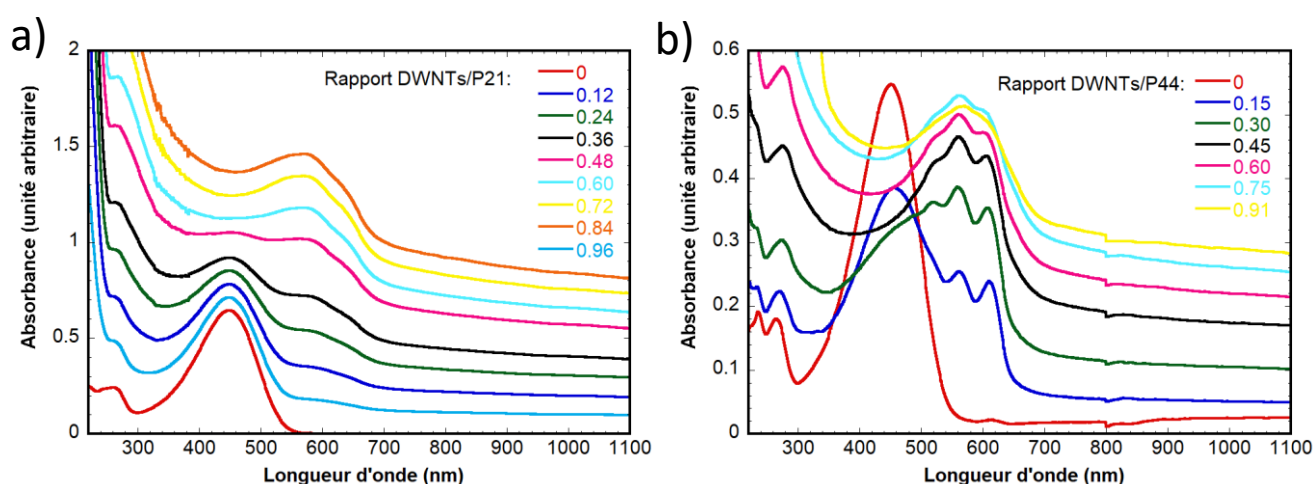 a)
Rapport DWNTs/P21:
0
0.12
0.24
0.36
0.48
0.60
0.72
0.84
0.96
Absorbance (unité arbitraire)
2
1.5
1
0.5
0
300 400 500 600 700 800 900 1000 1100
Longueur d'onde (nm)
b)
Rapport DWNTs/P44:
0
0.15
0.30
0.45
0.60
0.75
0.91
Absorbance (unité arbitraire)
0.6
0.5
0.4
0.3
0.2
0.1
0
300 400 500 600 700 800 900 1000 1100
Longueur d'onde (nm)